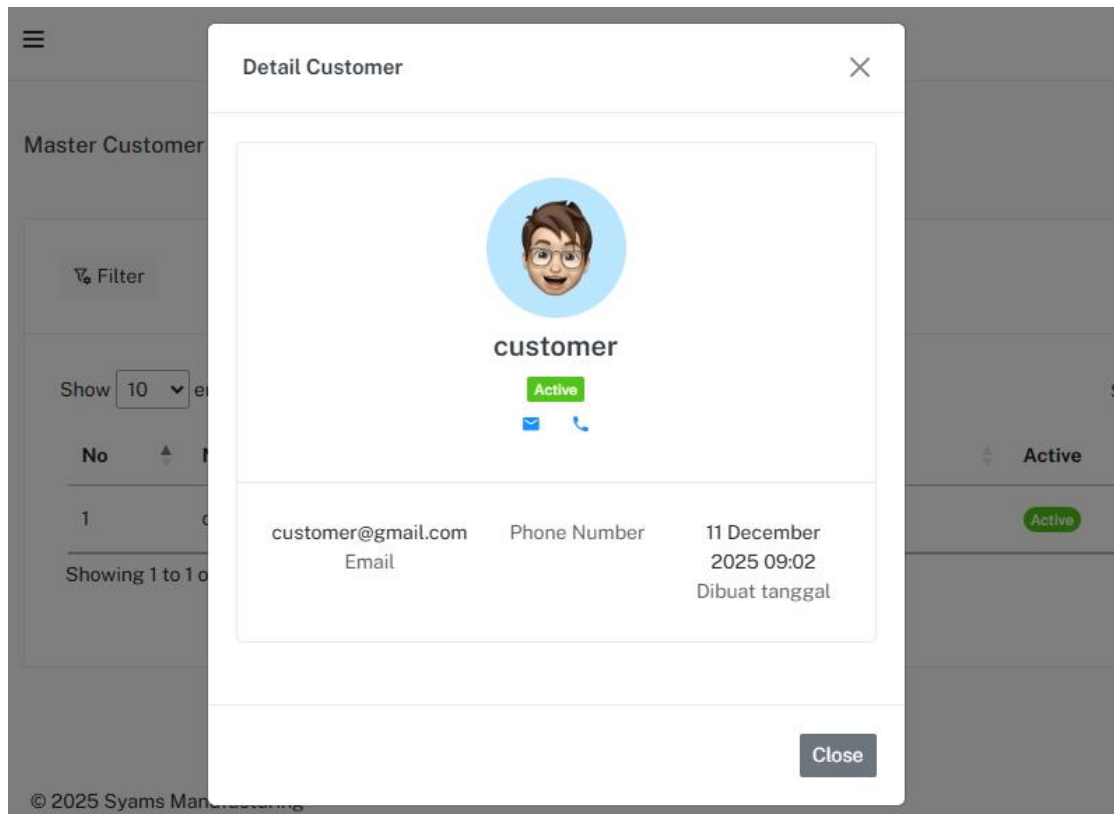 Detail Customer
Master Customer
Filter
customer
Active
Show 10
No
Active
1
Active
customer@gmail.com
Email
Phone Number
11 December
2025 09:02
Dibuat tanggal
Showing 1 to 1
Close
© 2025 Syams Manufacturing